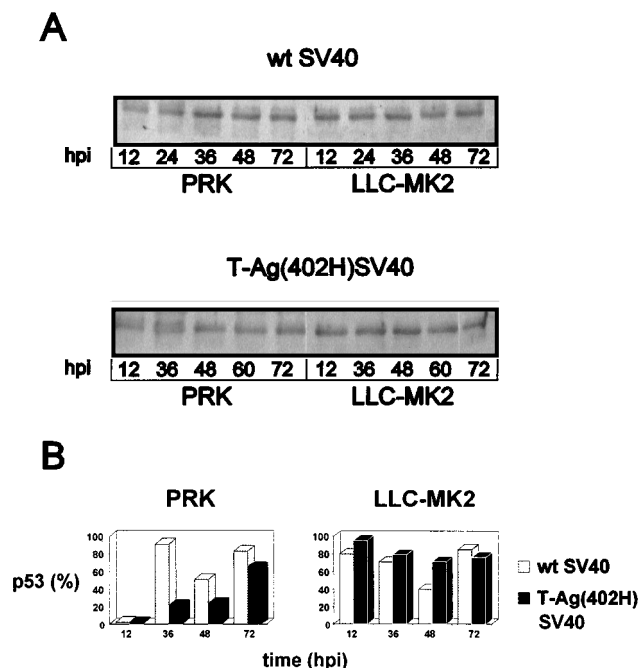 A
wt SV40
hpi 12 24 36 48 72 12 24 36 48 72
PRK LLC-MK2
T-Ag(402H)SV40
hpi 12 36 48 60 72 12 36 48 60 72
PRK LLC-MK2
B
PRK LLC-MK2
p53 (%)
100
80
60
40
20
0
12 36 48 72
100
80
60
40
20
0
12 36 48 72
wt SV40
T-Ag(402H)
SV40
time (hpi)